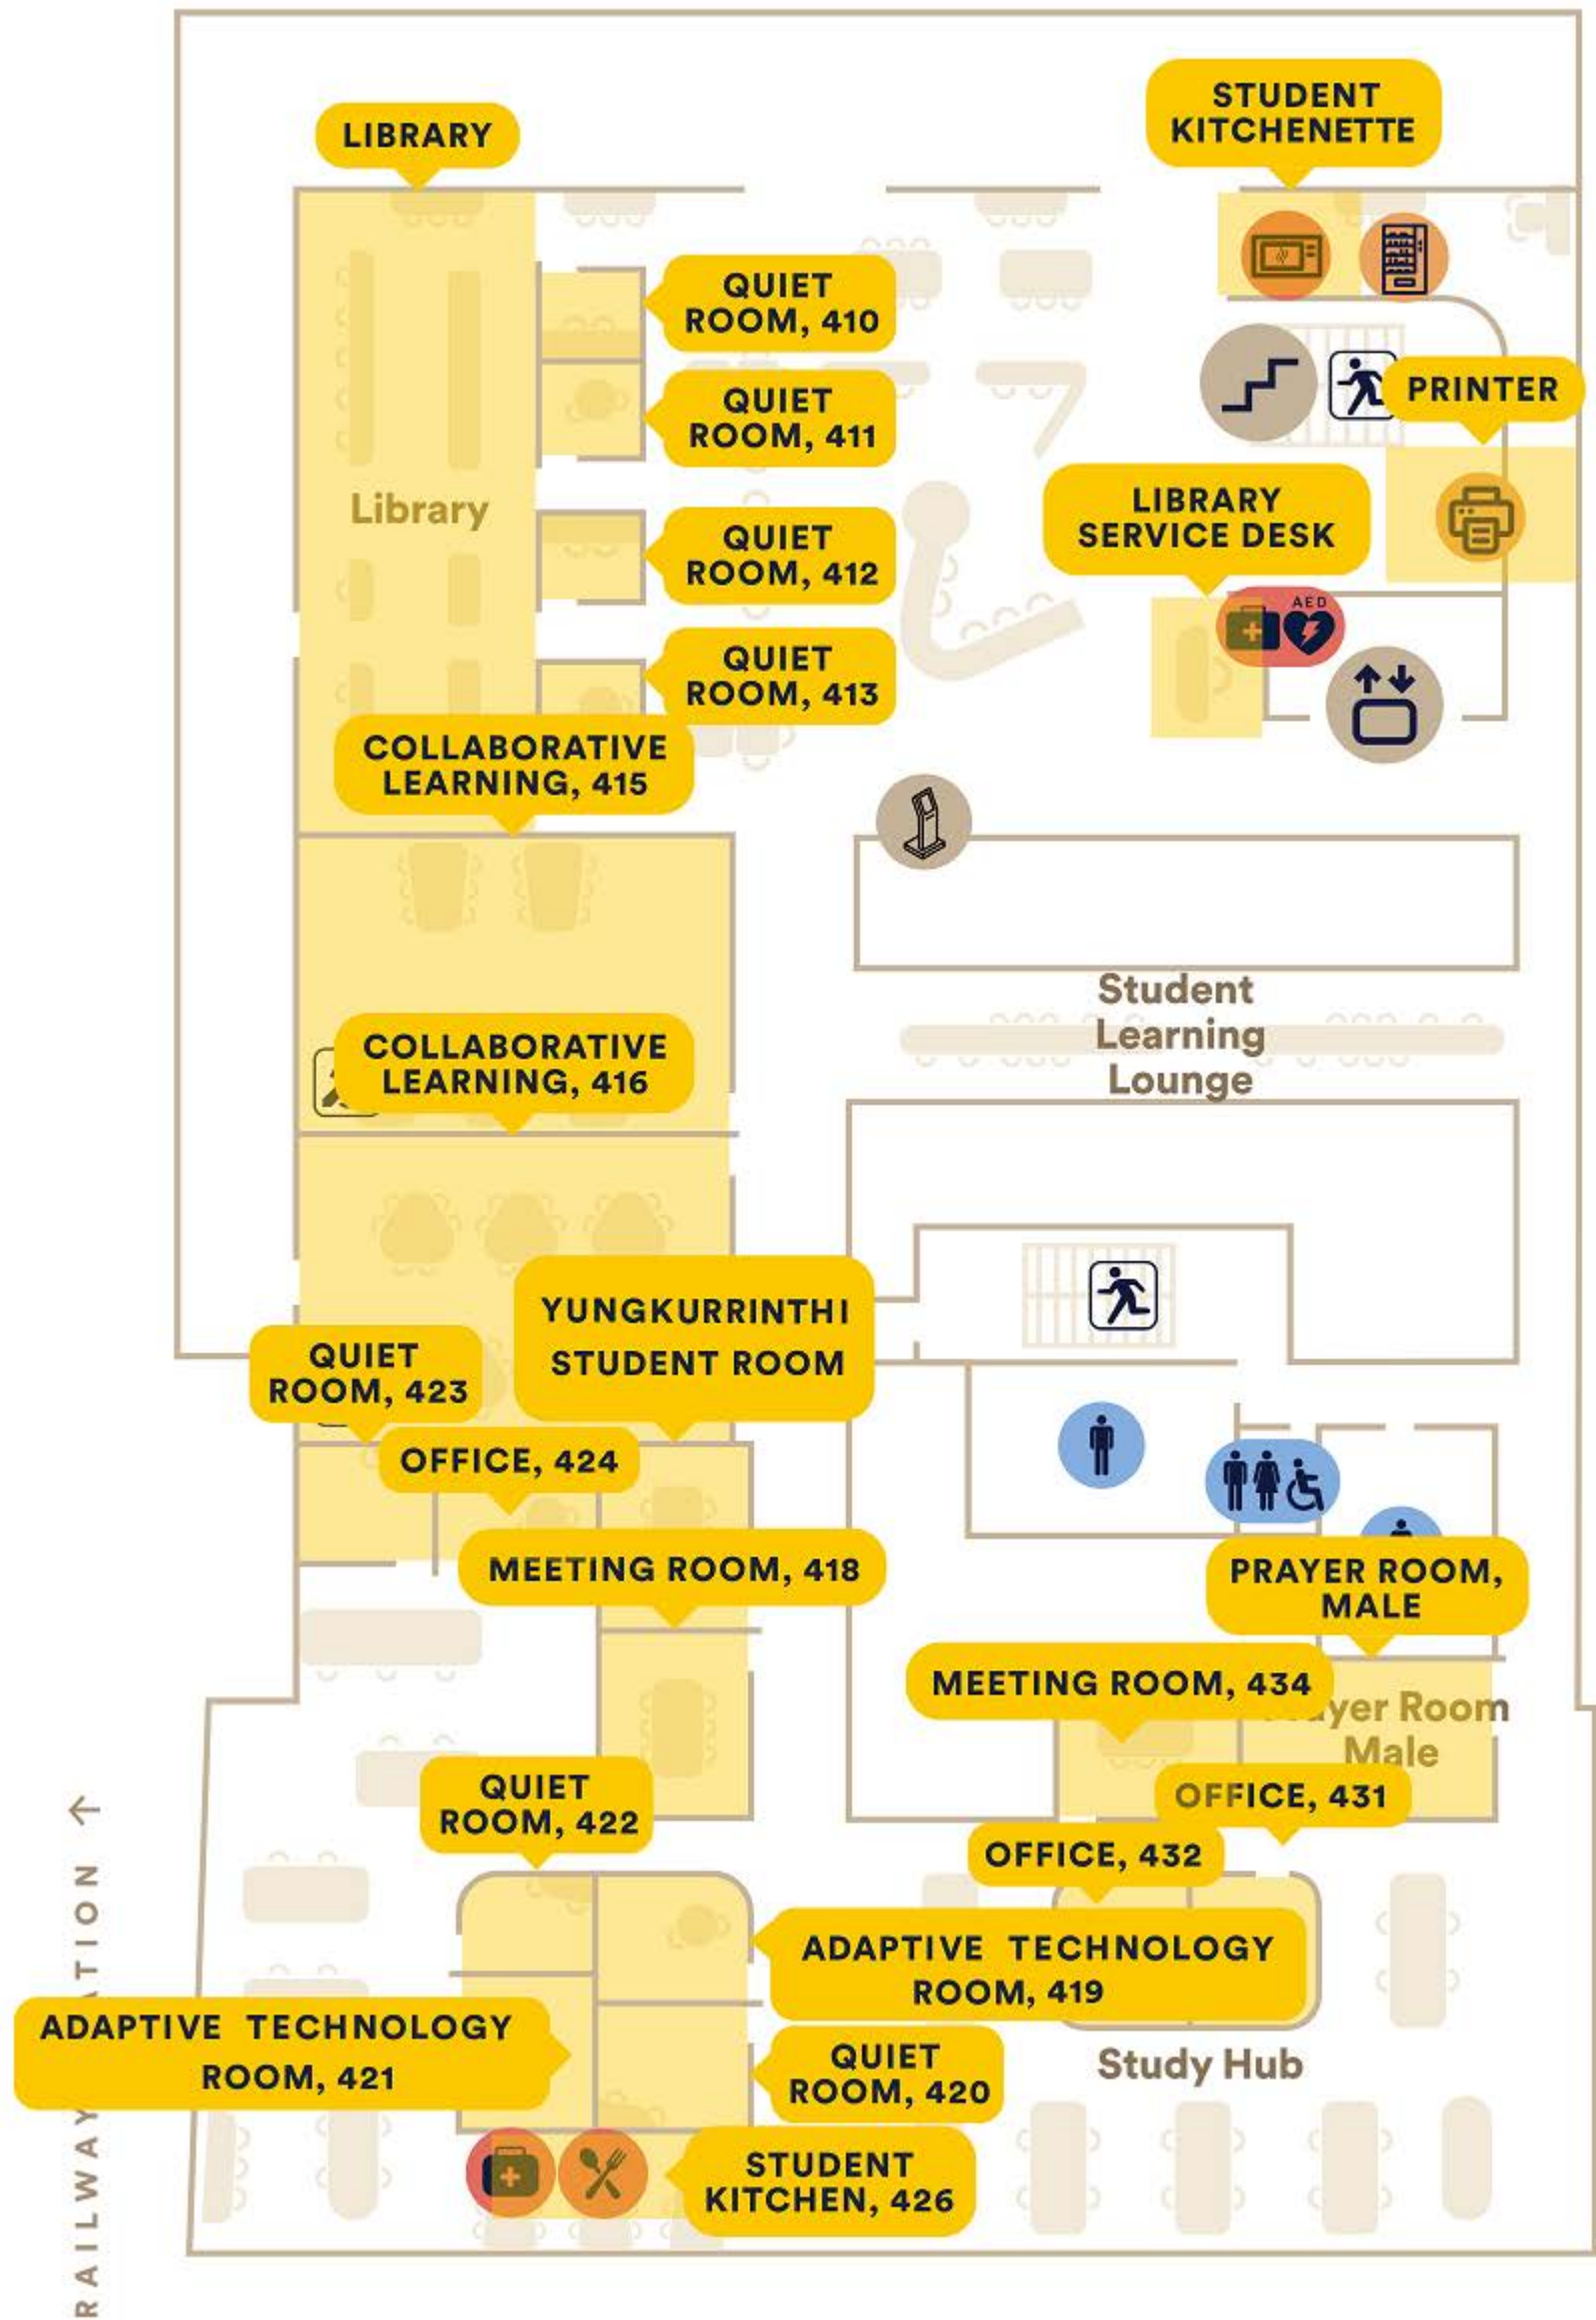 LIBRARY
STUDENT
KITCHENETTE
QUIET
ROOM, 410
QUIET
ROOM, 411
PRINTER
Library
LIBRARY
SERVICE DESK
QUIET
ROOM, 412
AED
QUIET
ROOM, 413
COLLABORATIVE
LEARNING, 415
Student
Learning
Lounge
COLLABORATIVE
LEARNING, 416
YUNGKURRINTHI
STUDENT ROOM
QUIET
ROOM, 423
OFFICE, 424
MEETING ROOM, 418
PRAYER ROOM,
MALE
MEETING ROOM, 434
Room
Male
QUIET
ROOM, 422
OFFICE, 431
OFFICE, 432
ADAPTIVE TECHNOLOGY
ROOM, 419
ADAPTIVE TECHNOLOGY
ROOM, 421
QUIET
ROOM, 420
Study Hub
STUDENT
KITCHEN, 426
RAILWAY